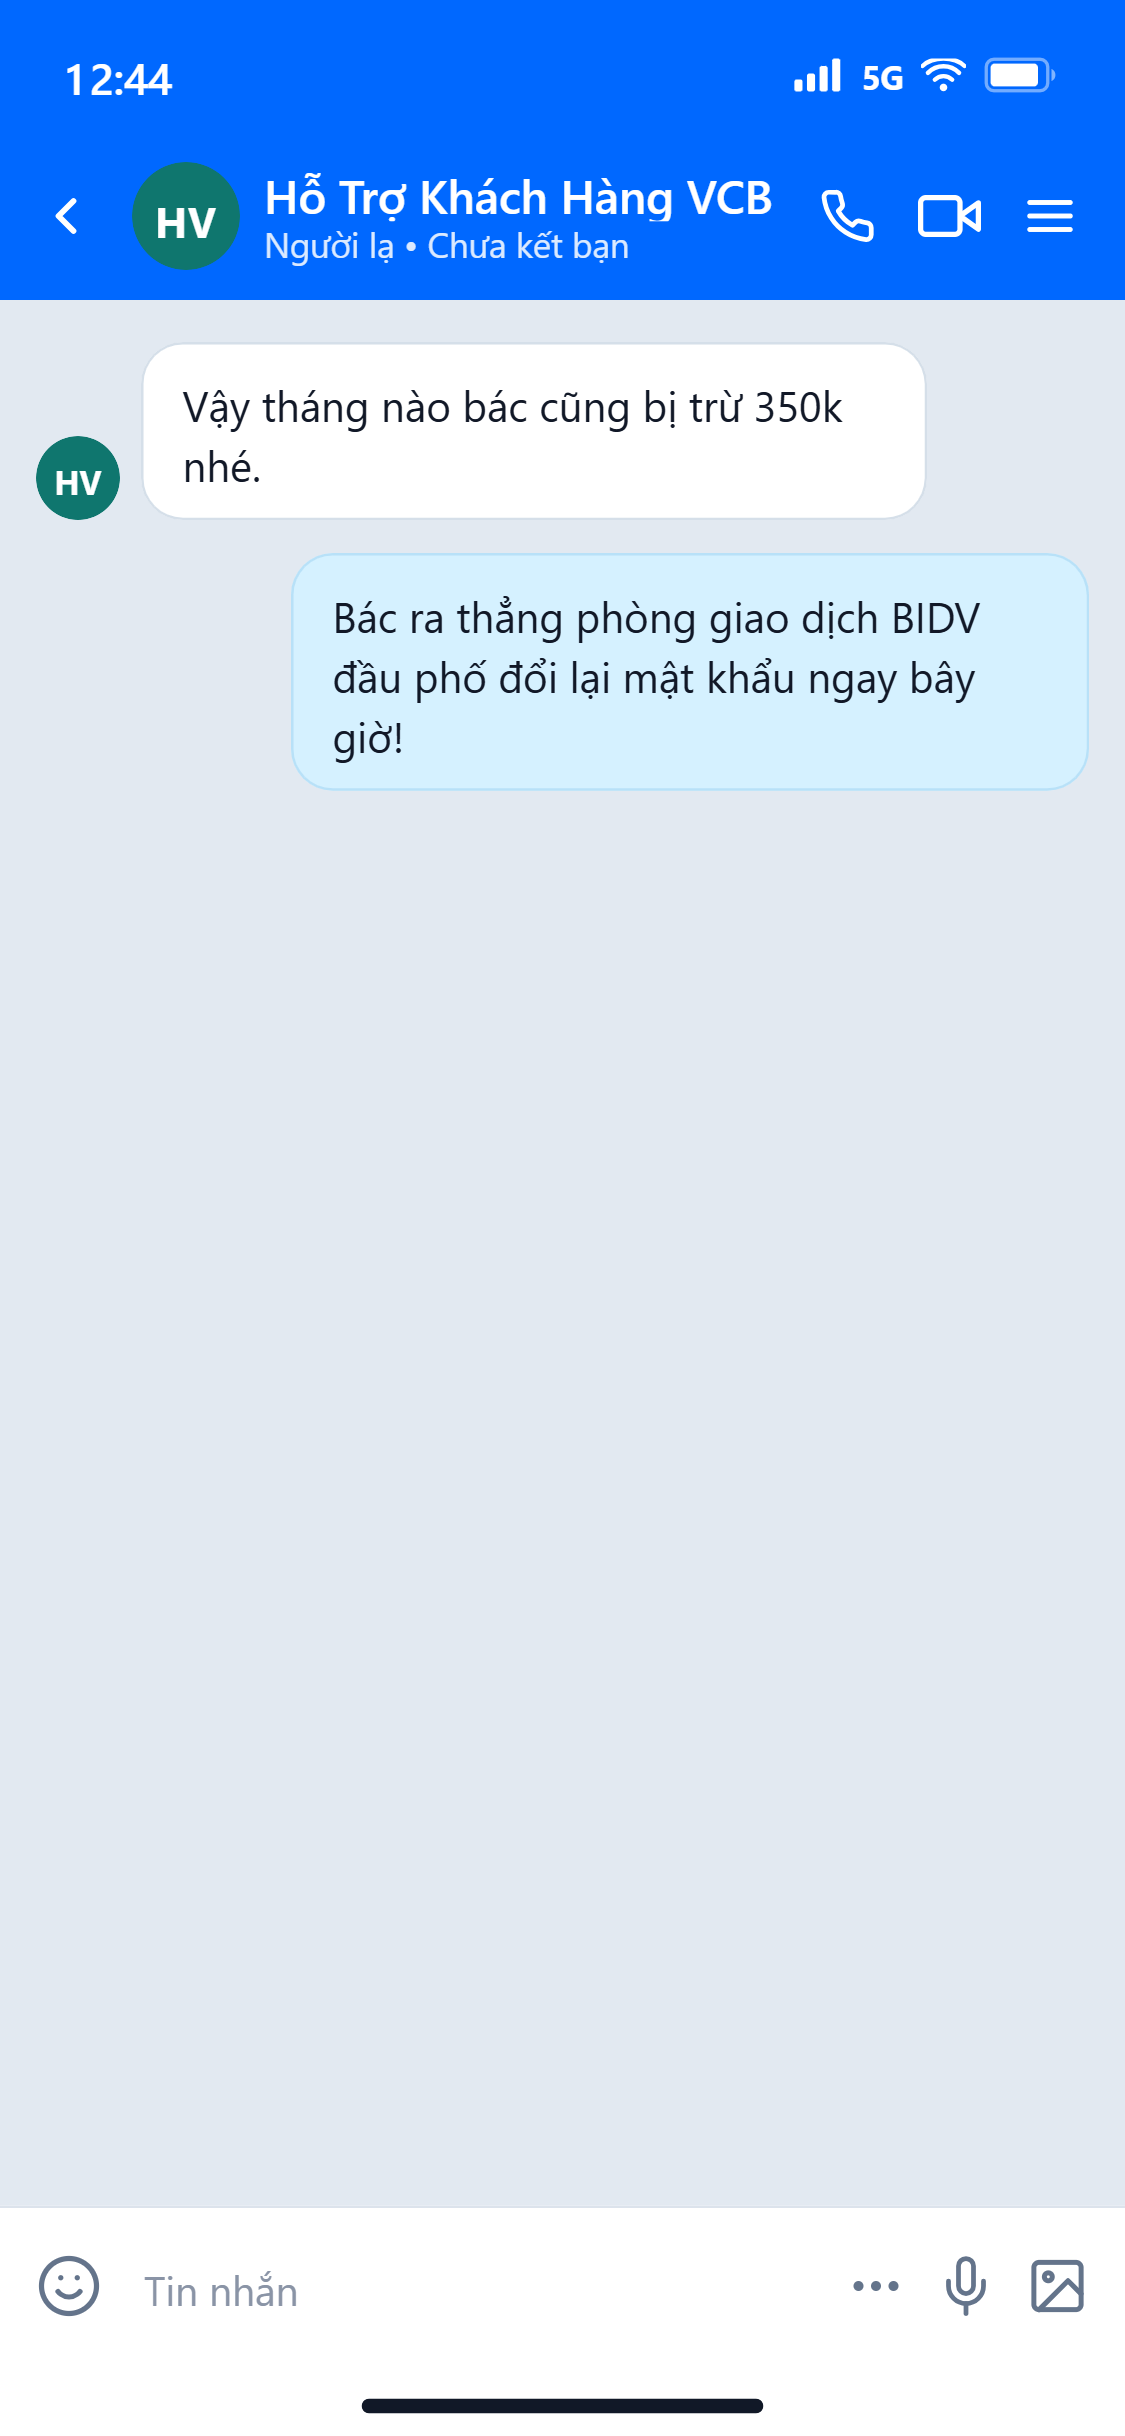 12:44
5G
HV
Hỗ Trợ Khách Hàng VCB
Người lạ • Chưa kết bạn
Vậy tháng nào bác cũng bị trừ 350k
nhé.
HV
Bác ra thẳng phòng giao dịch BIDV
đầu phố đổi lại mật khẩu ngay bây
giờ!
Tin nhắn